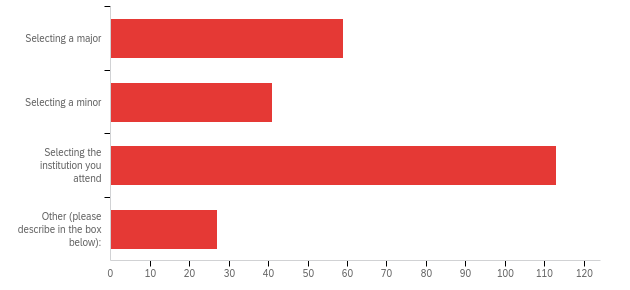 Selecting a major
Selecting a minor
Selecting the
institution you
attend
Other (please
describe in the box
below):
0 10 20 30 40 50 60 70 80 90 100 110 120